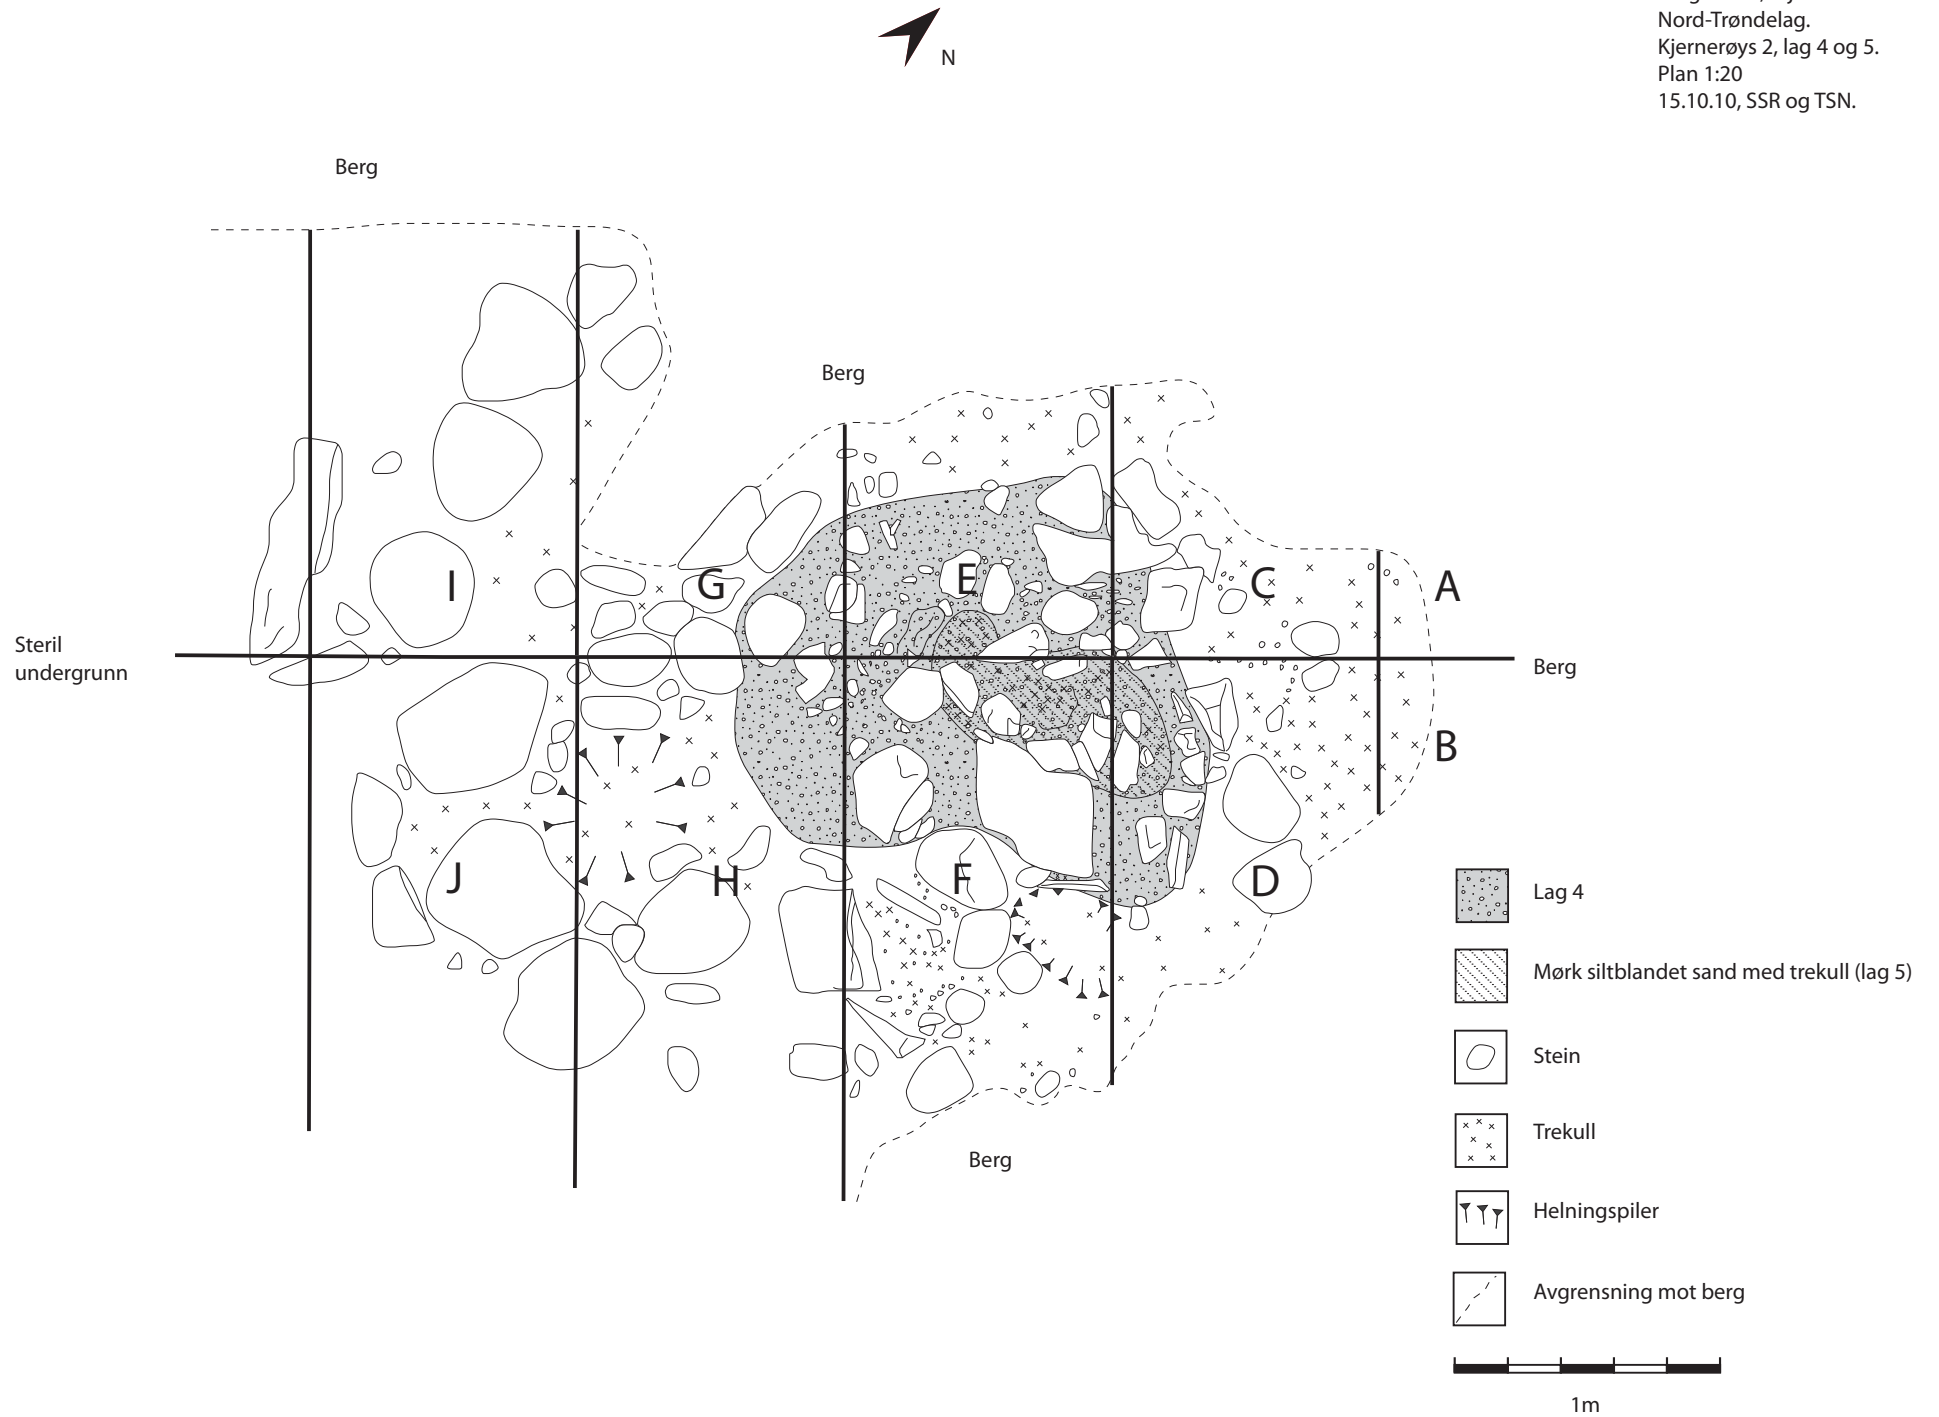 Nord-Trøndelag.
Kjernerøys 2, lag 4 og 5.
Plan 1:20
15.10.10, SSR og TSN.
N
Berg
Berg
I
G
E
C
A
Steril
undergrunn
Berg
B
J
H
F
D
Berg
Lag 4
Mørk siltblandet sand med trekull (lag 5)
Stein
Trekull
Helningspiler
Avgrensning mot berg
1m